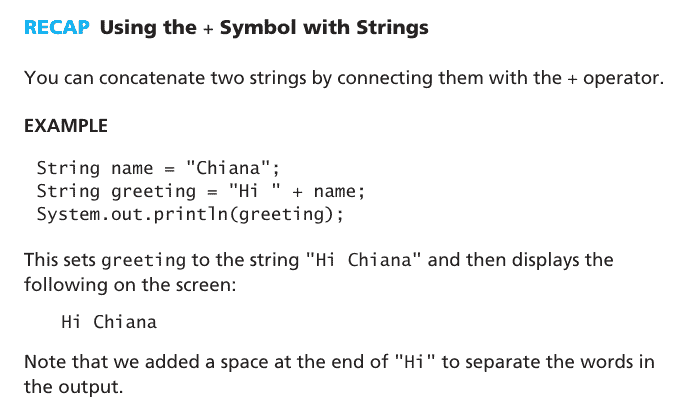 RECAP Using the + Symbol with Strings
You can concatenate two strings by connecting them with the + operator.
EXAMPLE
String name = "Chiana";
String greeting = "Hi " + name;
System.out.println(greeting);
This sets greeting to the string "Hi Chiana" and then displays the
following on the screen:
Hi Chiana
Note that we added a space at the end of "Hi" to separate the words in
the output.